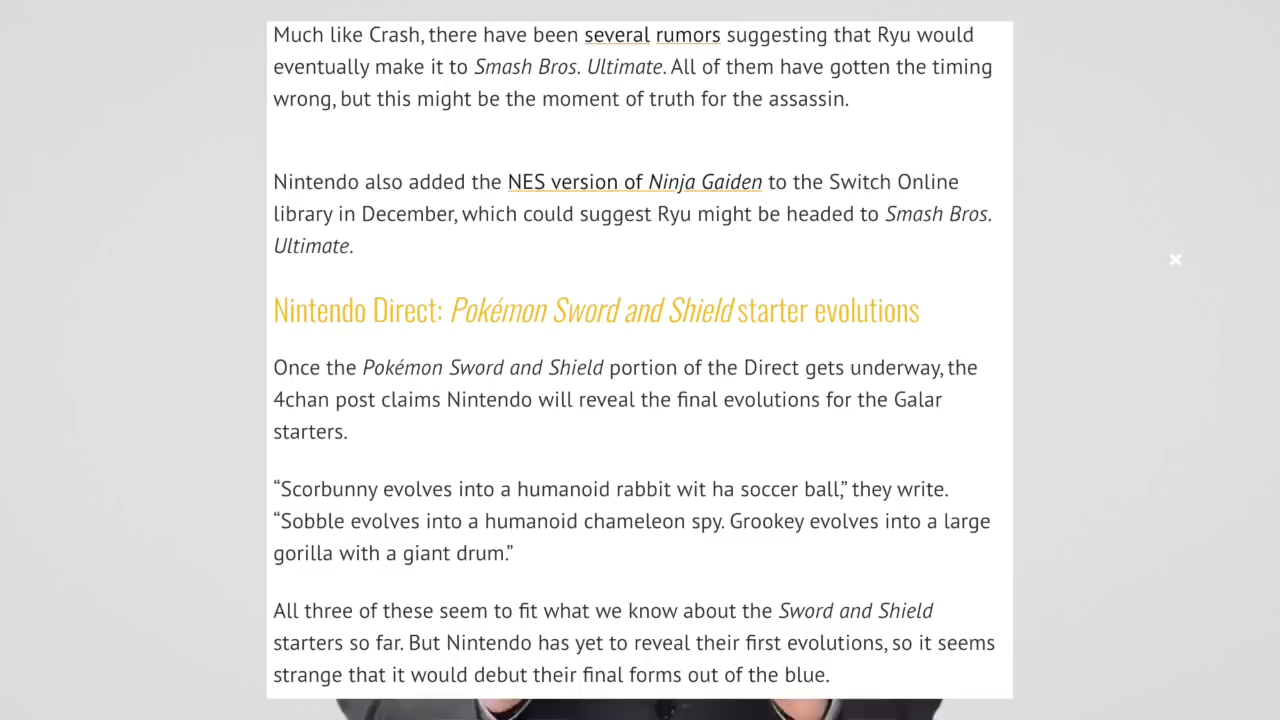 Much like Crash, there have been several rumors suggesting that Ryu would
eventually make it to Smash Bros. Ultimate. All of them have gotten the timing
wrong, but this might be the moment of truth for the assassin.
Nintendo also added the NES version of Ninja Gaiden to the Switch Online
library in December, which could suggest Ryu might be headed to Smash Bros.
Ultimate.
Nintendo Direct: Pokémon Sword and Shield starter evolutions
Once the Pokémon Sword and Shield portion of the Direct gets underway, the
4chan post claims Nintendo will reveal the final evolutions for the Galar
starters.
“Scorbunny evolves into a humanoid rabbit wit ha soccer ball,” they write.
“Sobble evolves into a humanoid chameleon spy. Grookey evolves into a large
gorilla with a giant drum.”
All three of these seem to fit what we know about the Sword and Shield
starters so far. But Nintendo has yet to reveal their first evolutions, so it seems
strange that it would debut their final forms out of the blue.